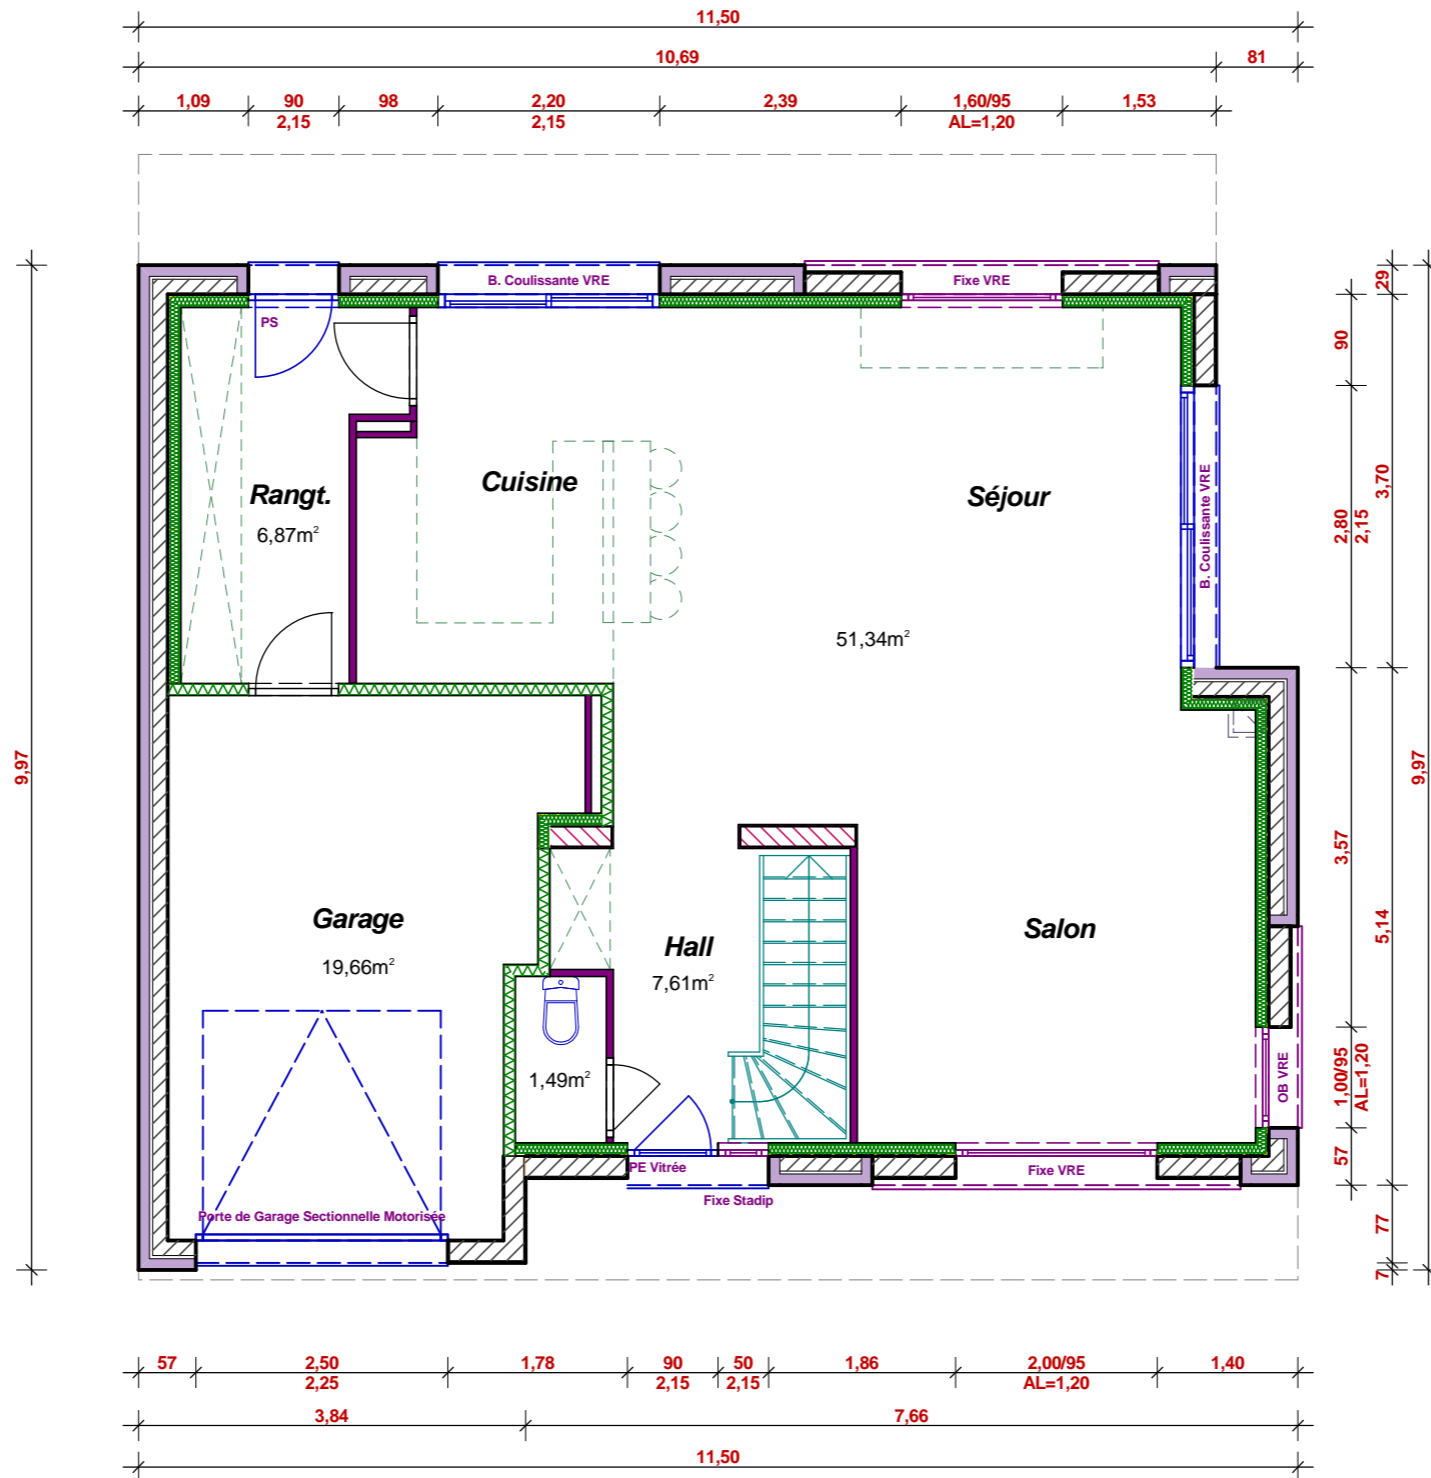 11,50
10,69
81
1,09
90
98
2,20
2,39
1,60/95
1,53
2,15
2,15
AL=1,20
B. Coulissante VRE
Fixe VRE
PS
29
90
3,70
2,80
2,15
B. Coulissante VRE
Cuisine
Rangt.
6,87m²
Séjour
51,34m²
9,97
9,97
3,57
5,14
Garage
19,66m²
Hall
7,61m²
Salon
1,49m²
OB VRE
1,00/95
AL=1,20
57
PE Vitrée
Fixe VRE
Fixe Stadip
Porte de Garage Sectionnelle Motorisée
77
7
57
2,50
1,78
90
50
1,86
2,00/95
1,40
2,25
2,15
2,15
AL=1,20
3,84
7,66
11,50